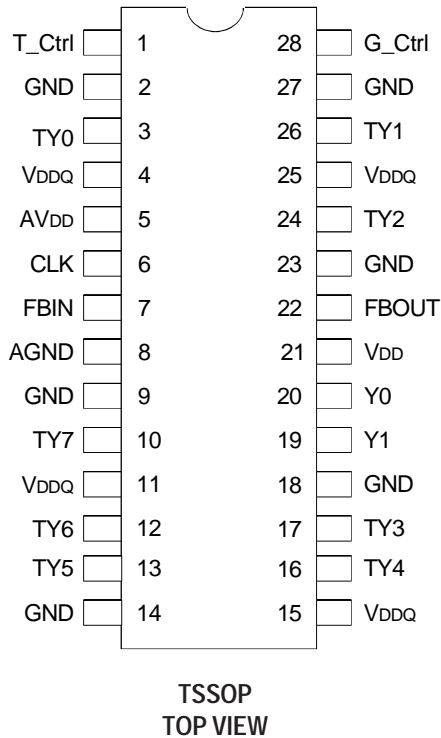 T_Ctrl 1 28 G_Ctrl
GND 2 27 GND
TY0 3 26 TY1
VDDQ 4 25 VDDQ
AVDD 5 24 TY2
CLK 6 23 GND
FBIN 7 22 FBOUT
AGND 8 21 VDD
GND 9 20 Y0
TY7 10 19 Y1
VDDQ 11 18 GND
TY6 12 17 TY3
TY5 13 16 TY4
GND 14 15 VDDQ
TSSOP
TOP VIEW